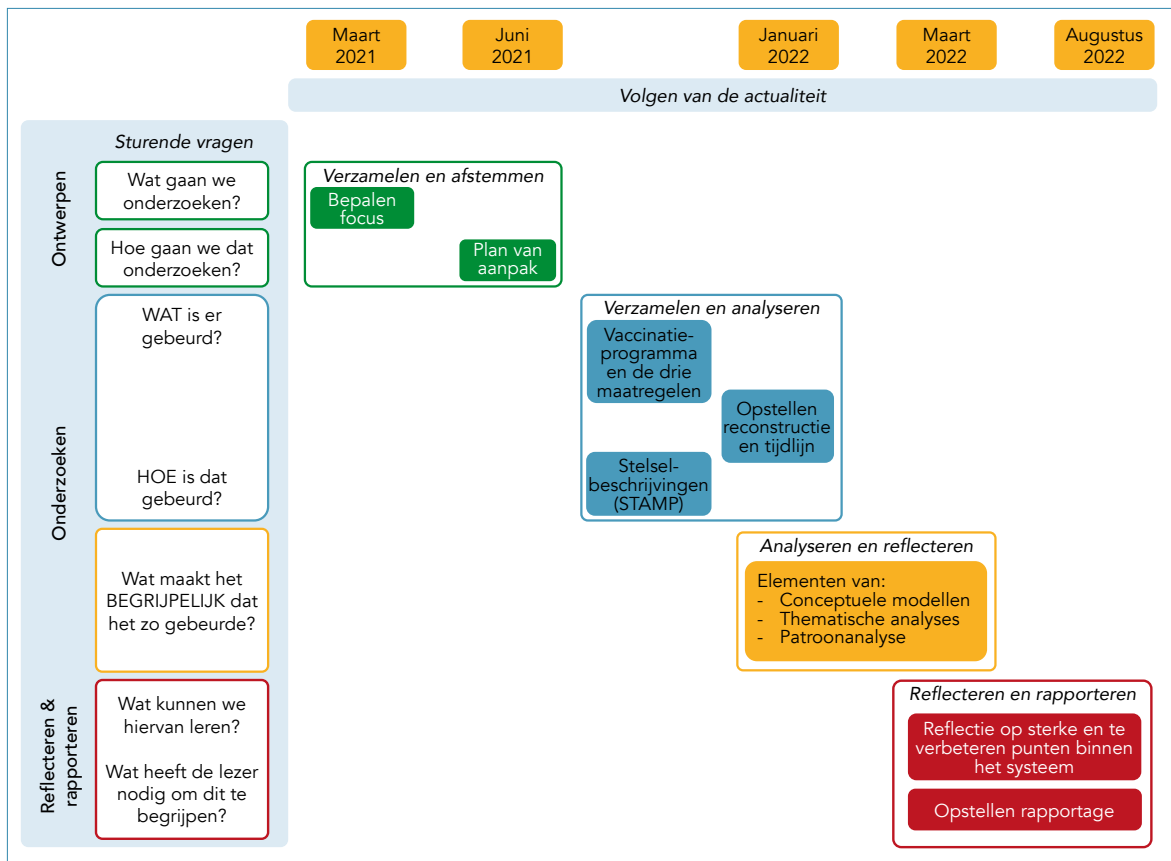 Maart
2021
Juni
2021
Januari
2022
Maart
2022
Augustus
2022
Volgen van de actualiteit
Sturende vragen
Ontwerpen
Wat gaan we
onderzoeken?
Hoe gaan we dat
onderzoeken?
Verzamelen en afstemmen
Bepalen
focus
Plan van
aanpak
Onderzoeken
WAT is er
gebeurd?
HOE is dat
gebeurd?
Verzamelen en analyseren
Vaccinatie-
programma
en de drie
maatregelen
Opstellen
reconstructie
en tijdlijn
Stelsel-
beschrijvingen
(STAMP)
Wat maakt het
BEGRIJPELIJK dat
het zo gebeurde?
Analyseren en reflecteren
Elementen van:
- Conceptuele modellen
- Thematische analyses
- Patroonanalyse
Reflecteren &
rapporteren
Wat kunnen we
hiervan leren?
Wat heeft de lezer
nodig om dit te
begrijpen?
Reflecteren en rapporteren
Reflectie op sterke en te
verbeteren punten binnen
het systeem
Opstellen rapportage